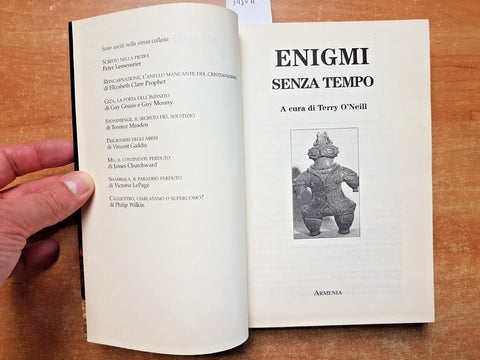 Sono usciti nella stessa collana:
SCRITTO NELLA PIETRA
Peter Lemesurier
REINCARNAZIONE, L'ANELLO MANCANTE DEL CRISTIANESIMO
di Elizabeth Clare Prophet
GIZA, LA PORTA DELL'INFINITO
di Guy Gruais e Guy Mouny
STONEHENGE, IL SEGRETO DEL SOLSTIZIO
di Terence Meaden
PRIGIONIERI DEGLI ABISSI
di Vincent Gaddis
MU, IL CONTINENTE PERDUTO
di James Churchward
SHAMBALA, IL PARADISO PERDUTO
di Victoria LePage
CAGLIOSTRO, CIARLATANO O SUPERUOMO?
di Philip Wilkin
ENIGMI
SENZA TEMPO
A cura di Terry O'Neill
ARMENIA